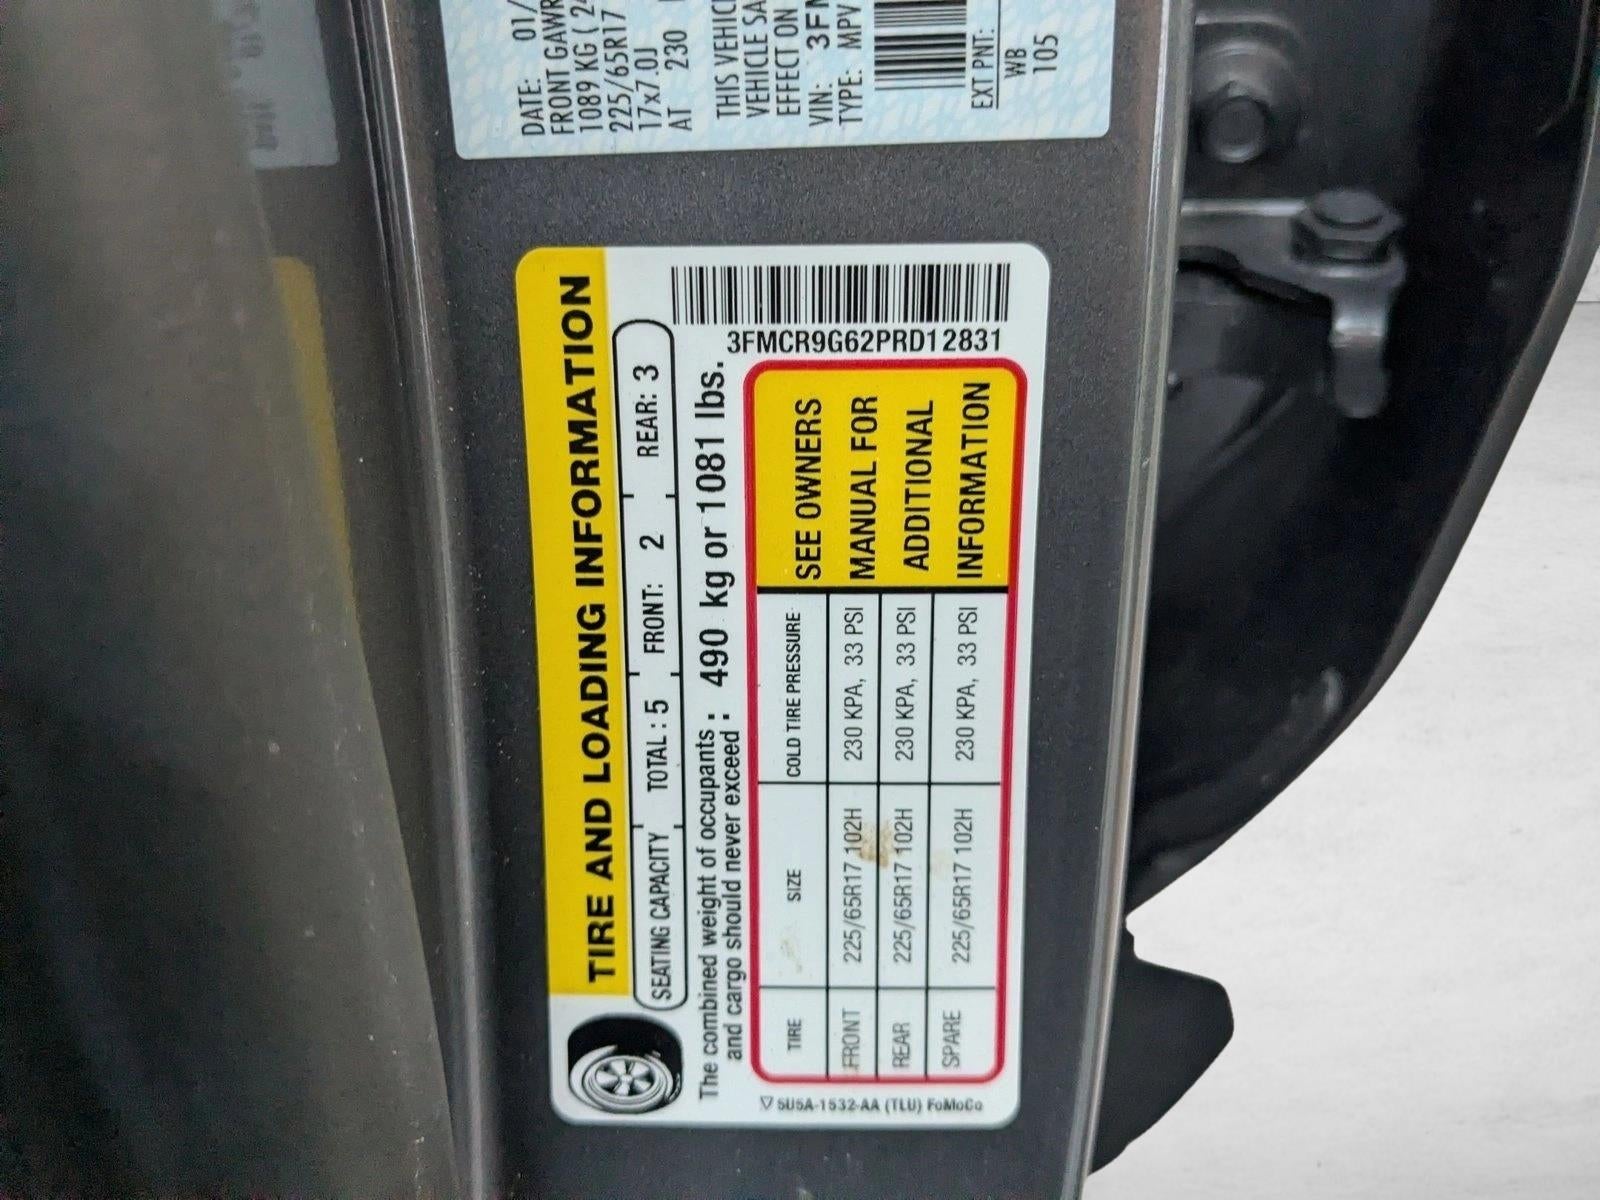 DATE: 01/
FRONT GAWR
1089 KG ( 24
225/65R17
17x7.0J
AT 230
THIS VEHIC
VEHICLE SA
EFFECT ON
VIN: 3FM
TYPE: MPV
EXT PNT:
WB
105
TIRE AND LOADING INFORMATION
SEATING CAPACITY TOTAL : 5 FRONT: 2 REAR: 3
The combined weight of occupants : 490 kg or 1081 lbs.
and cargo should never exceed :
3FMCR9G62PRD12831
TIRE SIZE COLD TIRE PRESSURE
FRONT 225/65R17 102H 230 KPA, 33 PSI
REAR 225/65R17 102H 230 KPA, 33 PSI
SPARE 225/65R17 102H 230 KPA, 33 PSI
SEE OWNERS
MANUAL FOR
ADDITIONAL
INFORMATION
5U5A-1532-AA (TLU) FoMoCo